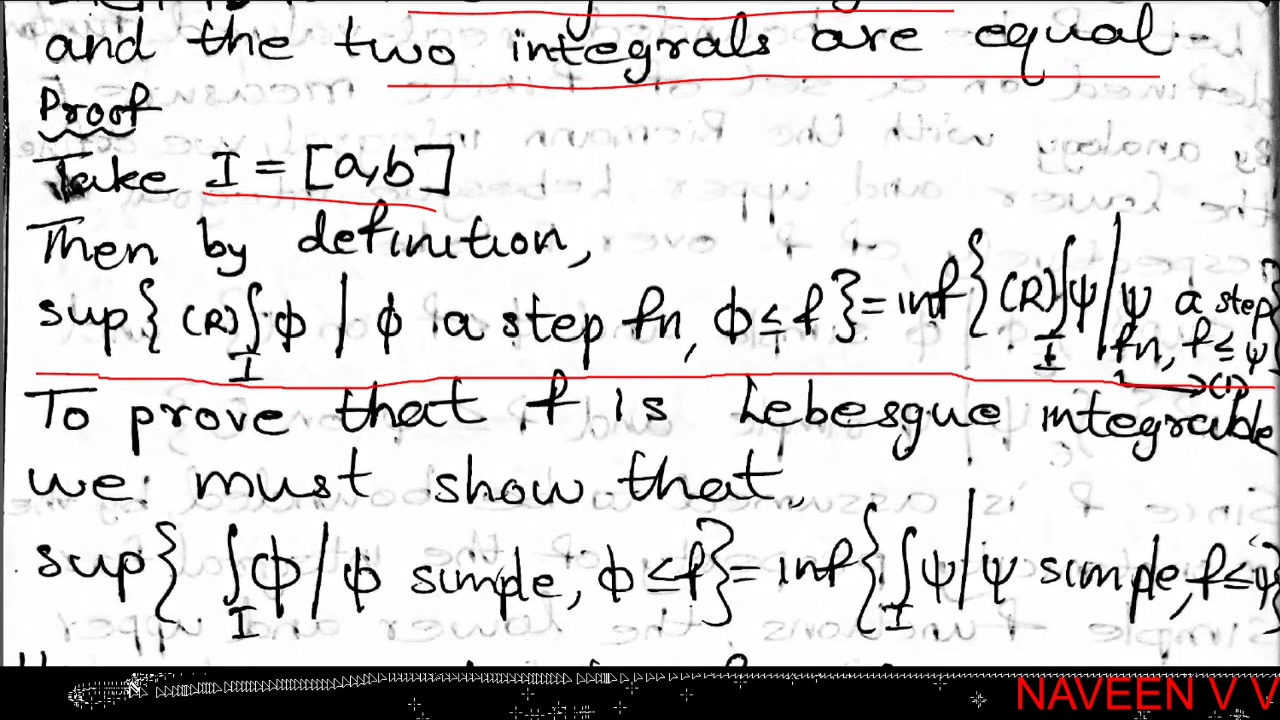 and the two integrals are equal
Proof
Take I = [a,b]
Then by definition,
sup{ (R)∫_I ϕ | ϕ a step fn, ϕ ≤ f } = inf { (R)∫_I ψ | ψ a step fn, f ≤ ψ}
→(1)
To prove that f is Lebesgue integrable
we must show that,
sup{ ∫_I ϕ | ϕ simple, ϕ ≤ f } = inf { ∫_I ψ | ψ simple, f ≤ ψ}
NAVEEN V V